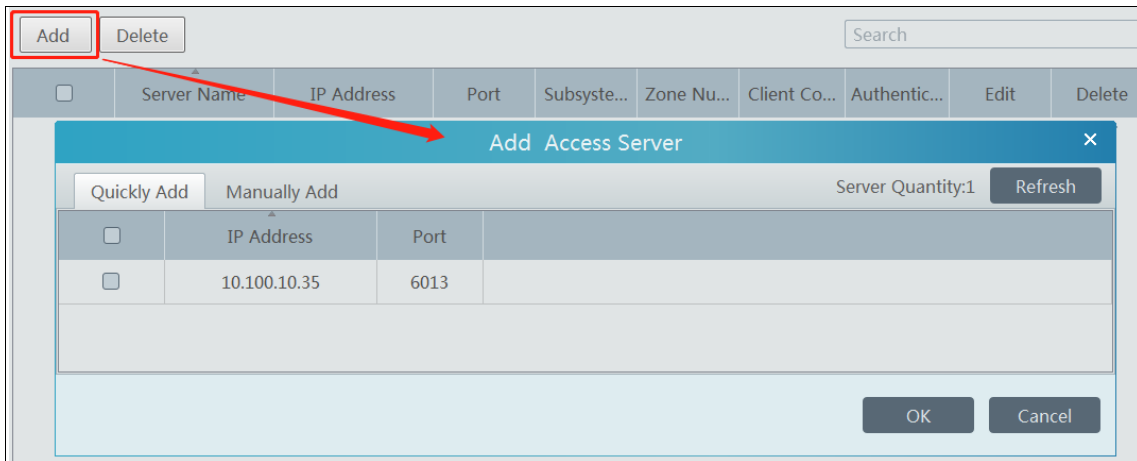 Add Delete Search
Server Name IP Address Port Subsyste... Zone Nu... Client Co... Authentic... Edit Delete
Add Access Server
Quickly Add Manually Add Server Quantity:1 Refresh
IP Address Port
10.100.10.35 6013
OK Cancel